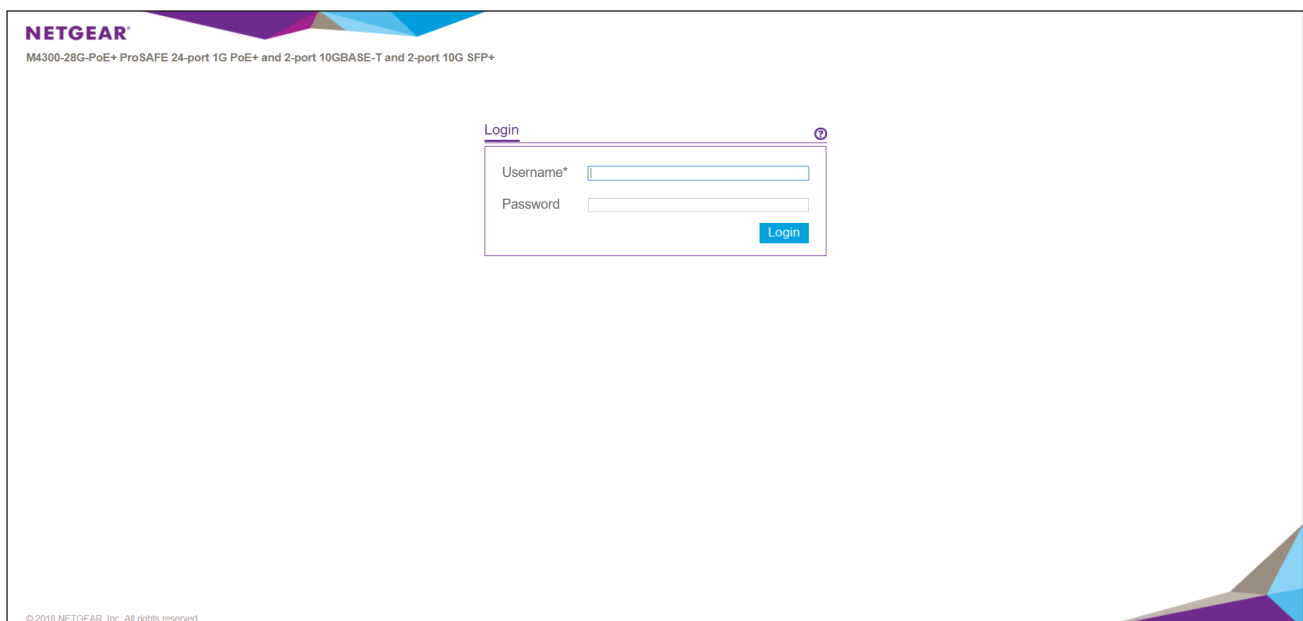 NETGEAR®
M4300-28G-PoE+ ProSAFE 24-port 1G PoE+ and 2-port 10GBASE-T and 2-port 10G SFP+
Login
Username*
Password
Login
© 2018 NETGEAR, Inc. All rights reserved